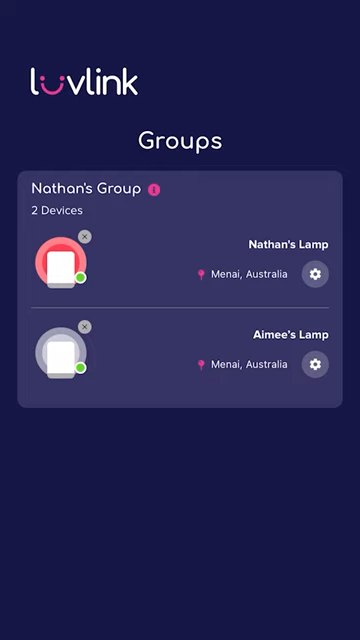 luvlink
Groups
Nathan's Group
2 Devices
Nathan's Lamp
Menai, Australia
Aimee's Lamp
Menai, Australia